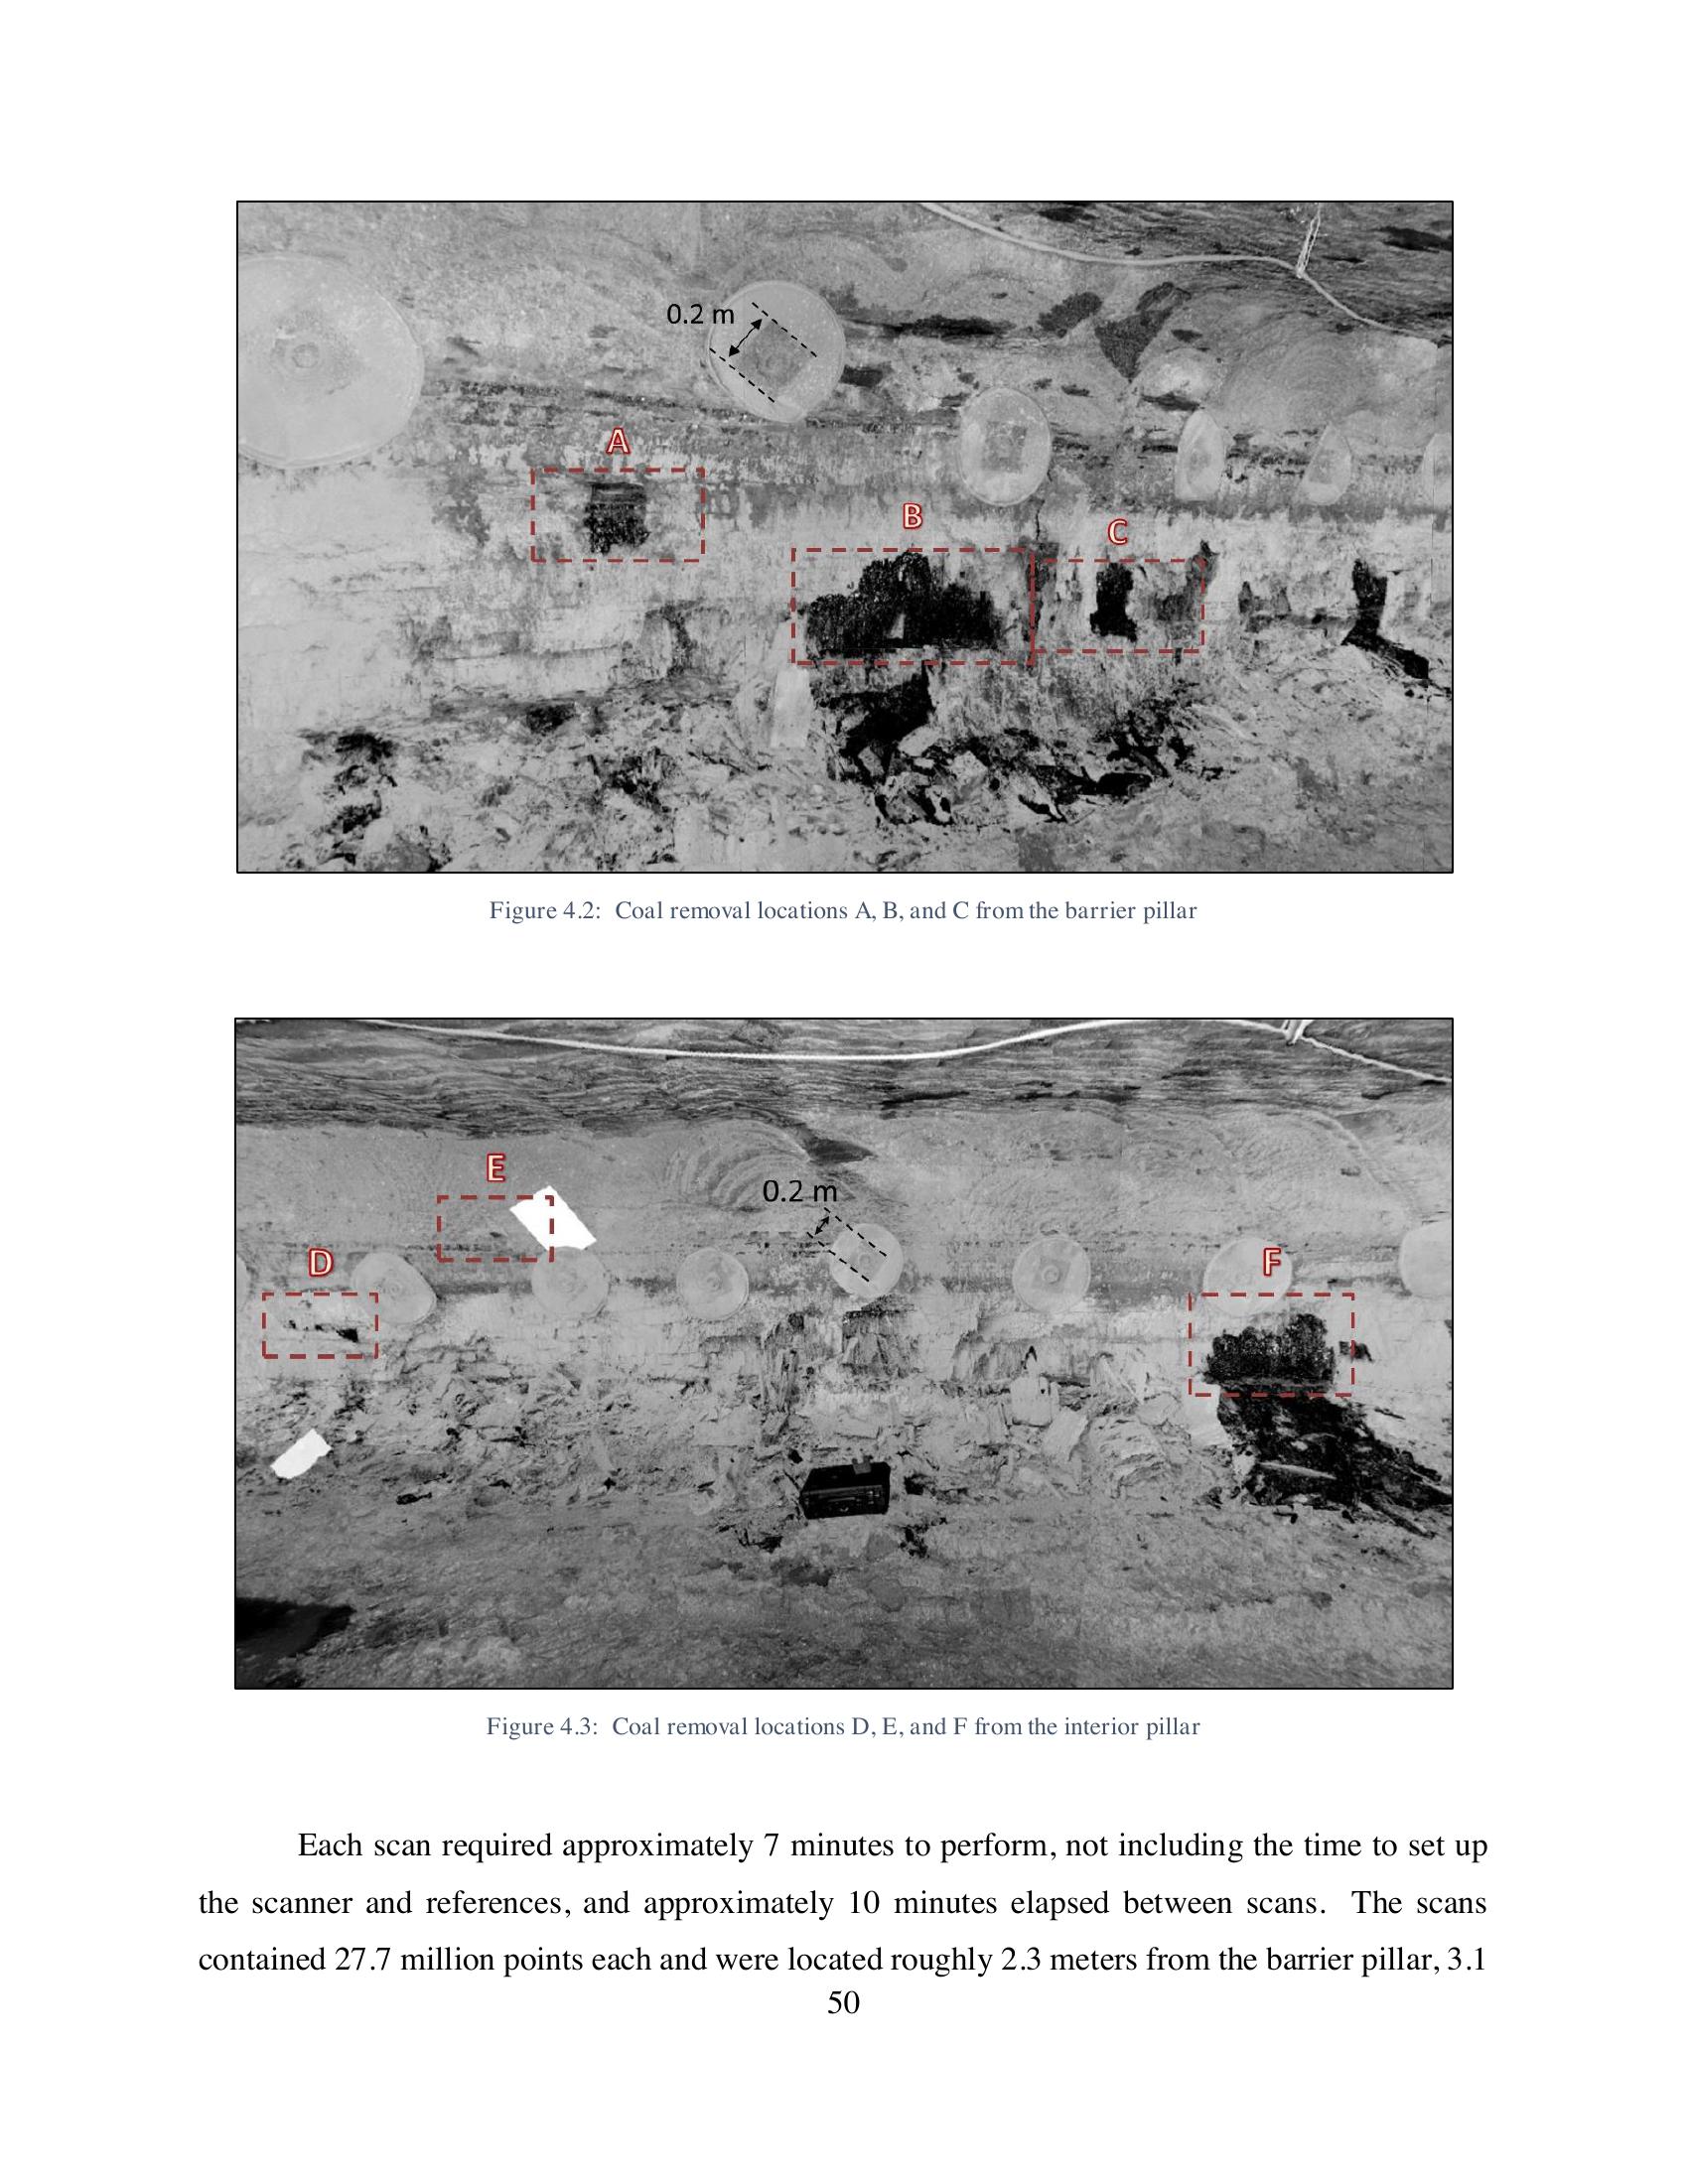 0.2 m
A
B
C
Figure 4.2:  Coal removal locations A, B, and C from the barrier pillar
E
0.2 m
D
F
Figure 4.3:  Coal removal locations D, E, and F from the interior pillar
Each scan required approximately 7 minutes to perform, not including the time to set up
the scanner and references, and approximately 10 minutes elapsed between scans.  The scans
contained 27.7 million points each and were located roughly 2.3 meters from the barrier pillar, 3.1
50